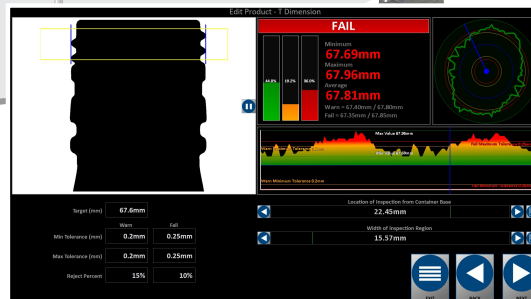 Edit Product - T Dimension
FAIL
Minimum
67.69mm
Maximum
67.96mm
Average
67.81mm
Warn = 67.40mm / 67.80mm
Fail = 67.35mm / 67.85mm
44.8% 19.2% 36.0%
Max Value 67.96mm
Warn Minimum Tolerance 0.2mm
Target (mm) 67.6mm
Warn Fail
Min Tolerance (mm) 0.2mm 0.25mm
Max Tolerance (mm) 0.2mm 0.25mm
Reject Percent 15% 10%
Location of Inspection from Container Base
22.45mm
Width of Inspection Region
15.57mm
EXIT BACK